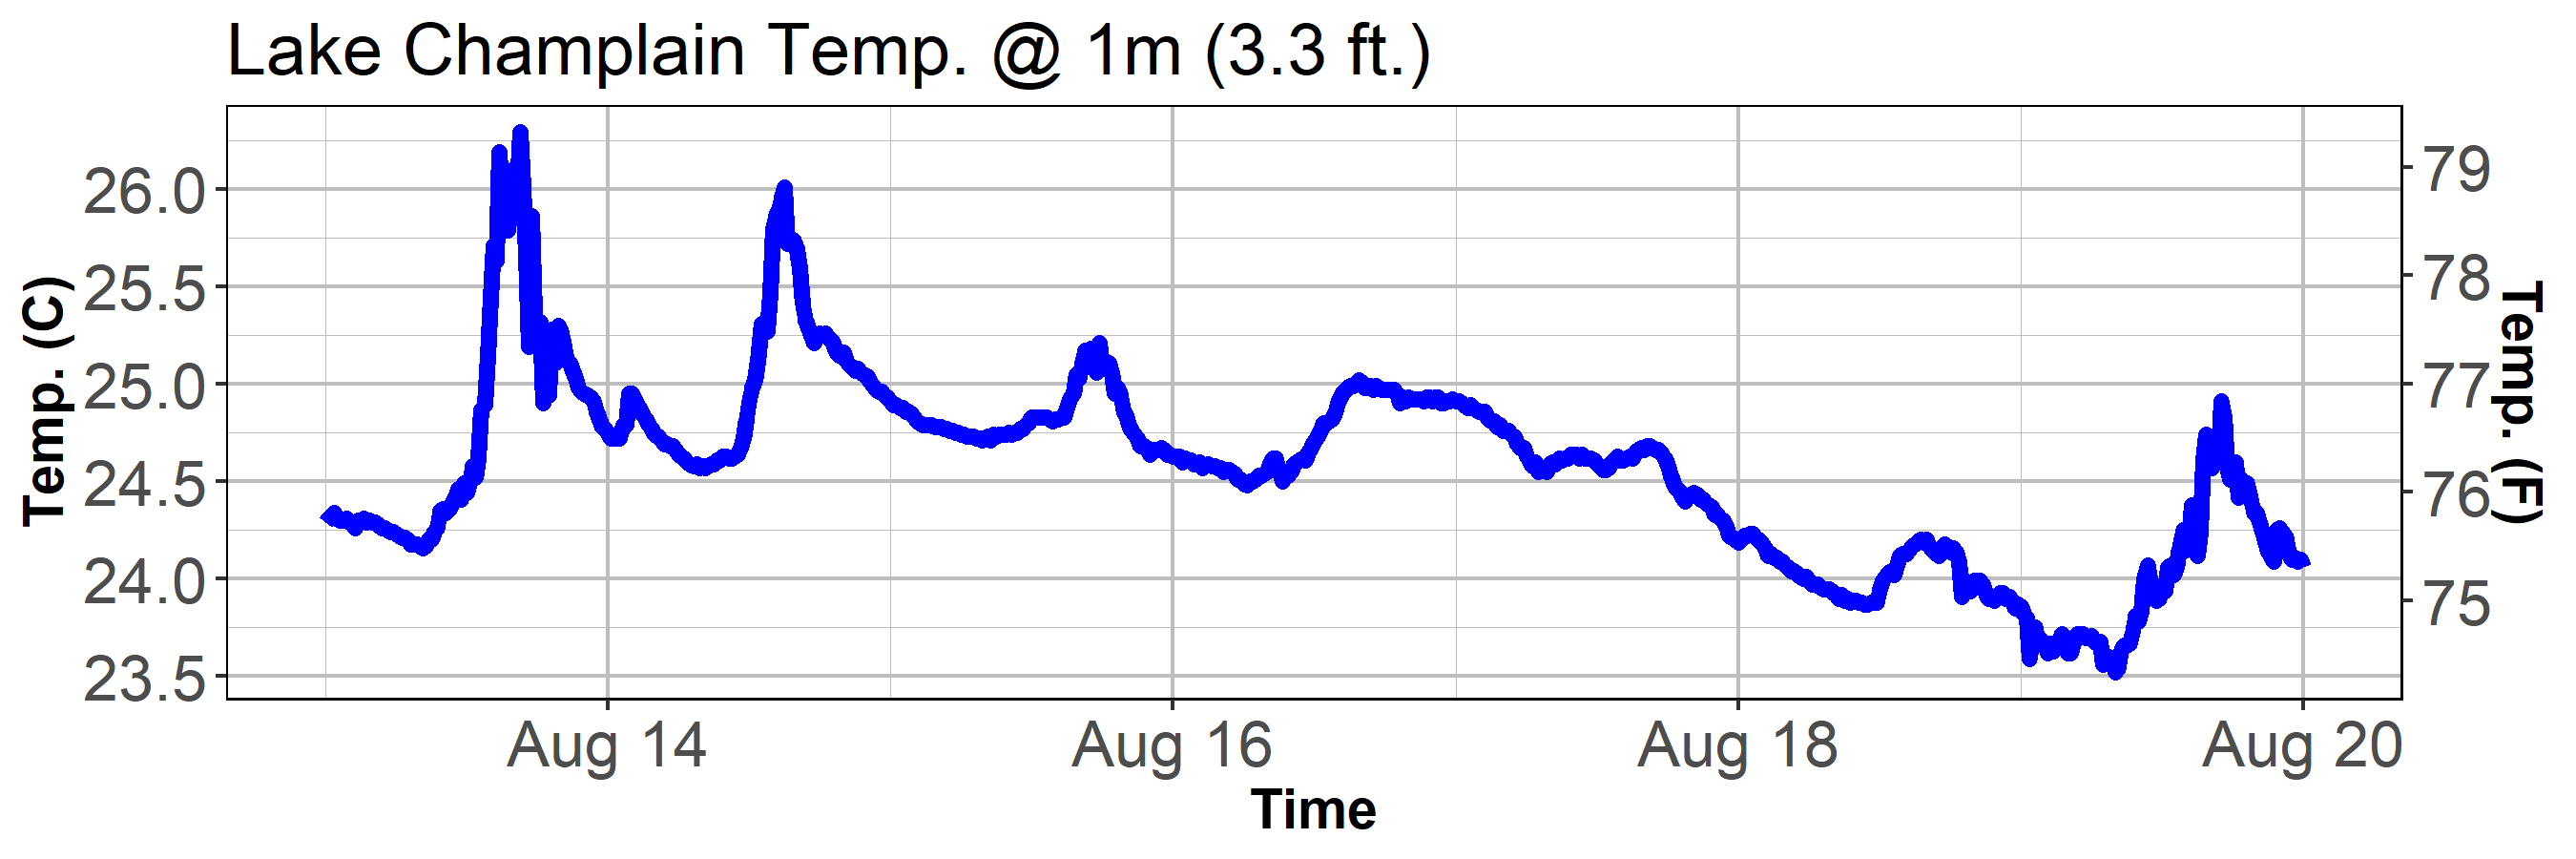 Lake Champlain Temp. @ 1m (3.3 ft.)
Temp. (C)
26.0
25.5
25.0
24.5
24.0
23.5
79
78
77
76
75
Temp. (F)
Aug 14 Aug 16 Aug 18 Aug 20
Time